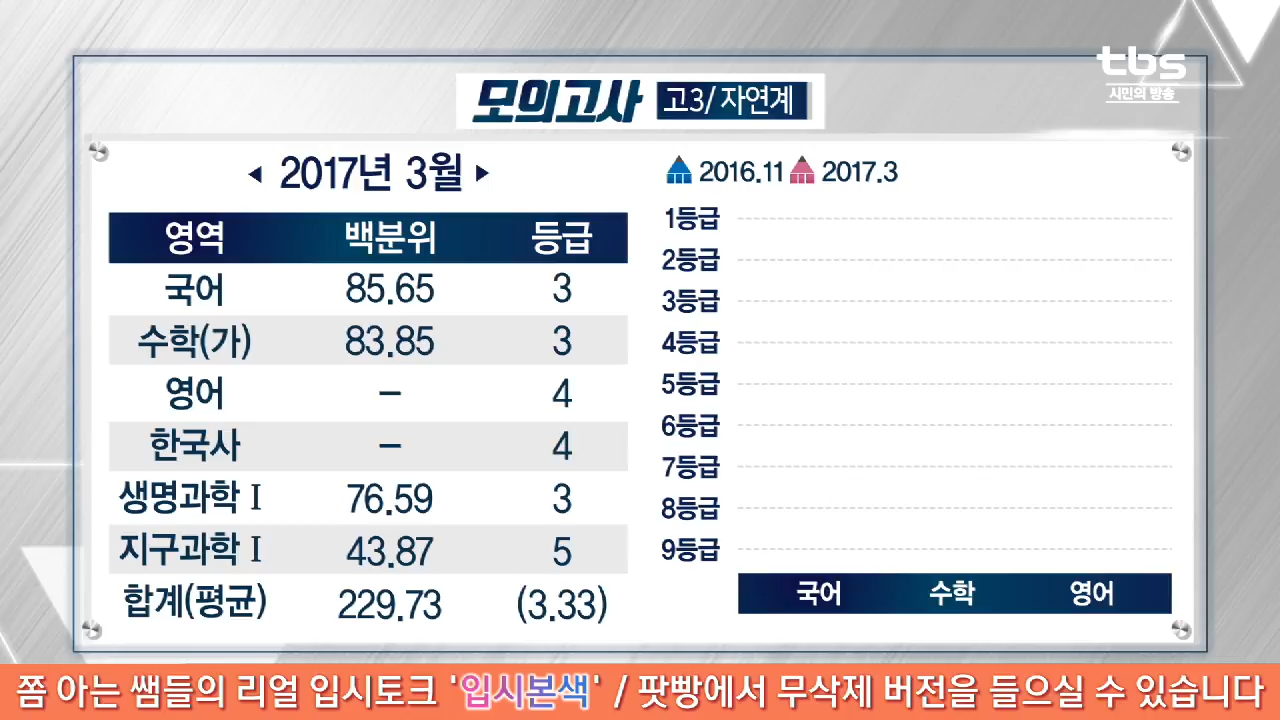 tbs
시민의 방송
모의고사 고3/자연계
2017년 3월
영역 백분위 등급
국어 85.65 3
수학(가) 83.85 3
영어 – 4
한국사 – 4
생명과학 I 76.59 3
지구과학 I 43.87 5
합계(평균) 229.73 (3.33)
2016.11 2017.3
1등급
2등급
3등급
4등급
5등급
6등급
7등급
8등급
9등급
국어 수학 영어
쫌 아는 쌤들의 리얼 입시토크 '입시본색' / 팟빵에서 무삭제 버전을 들으실 수 있습니다